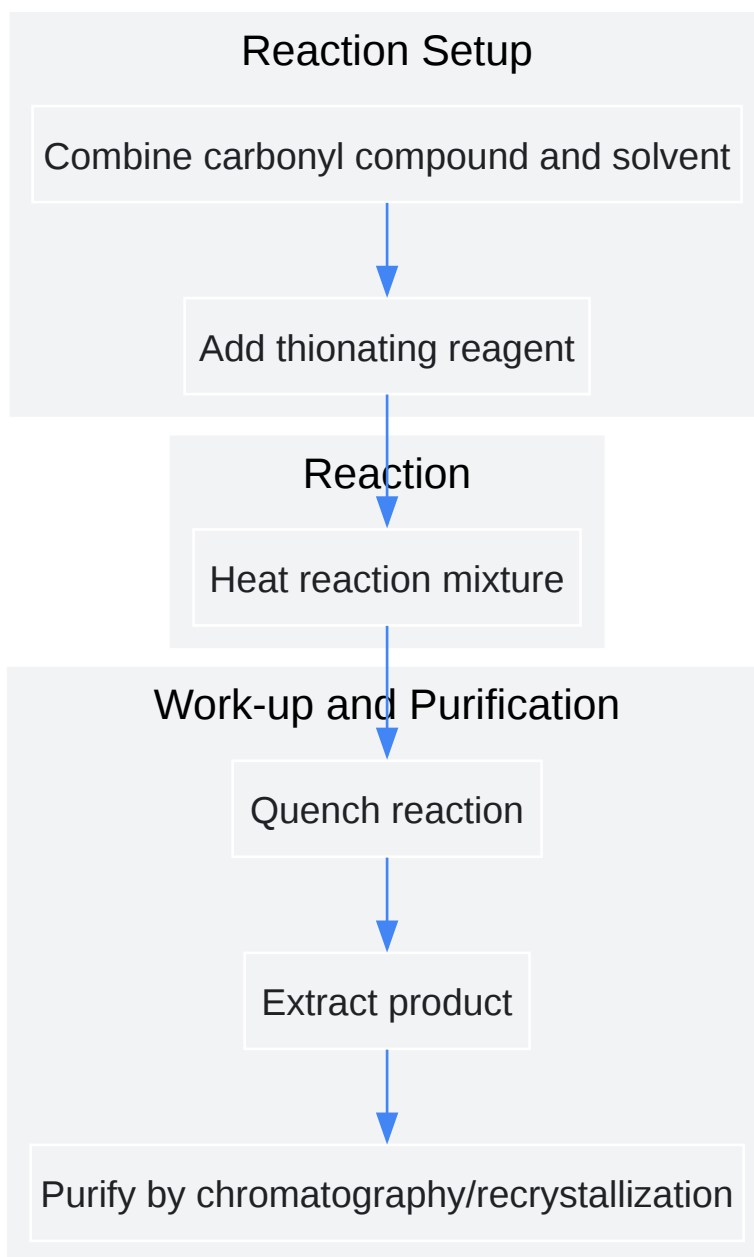 Reaction Setup
Combine carbonyl compound and solvent
Add thionating reagent
Reaction
Heat reaction mixture
Work-up and Purification
Quench reaction
Extract product
Purify by chromatography/recrystallization